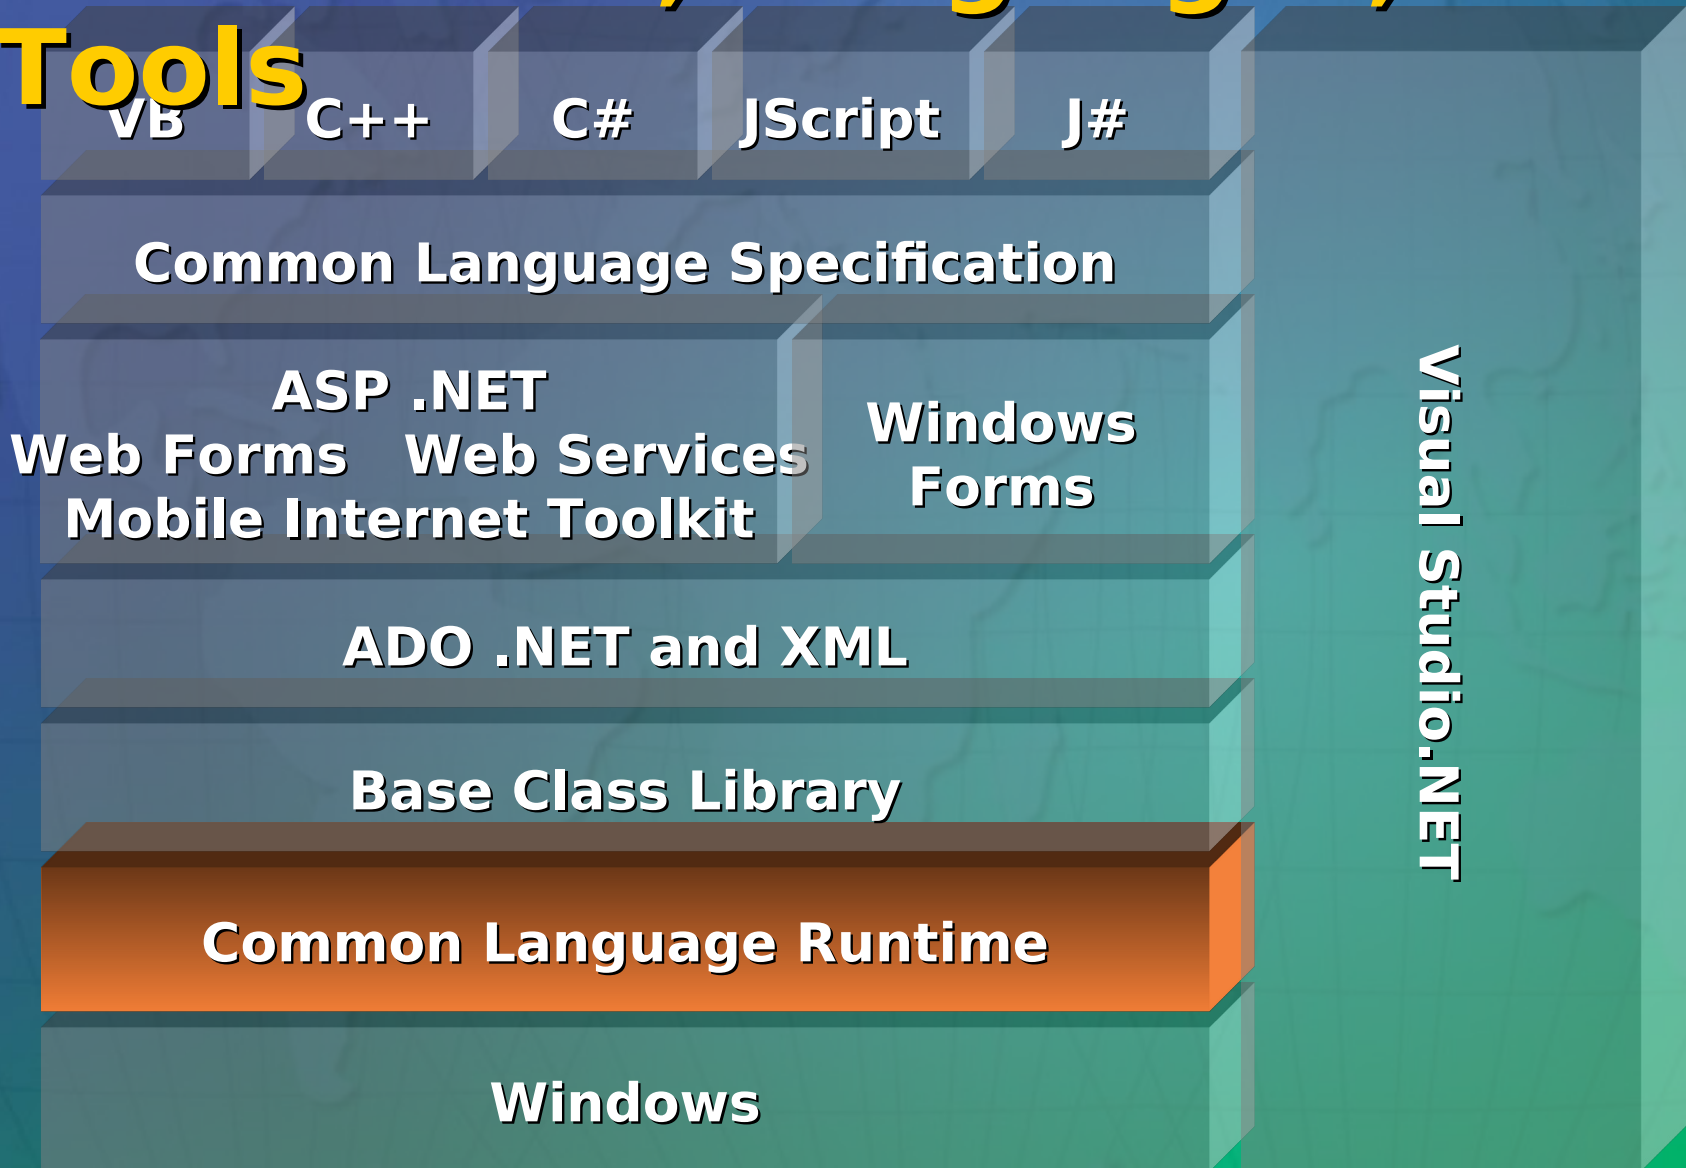 Tools
VB C++ C# JScript J#
Common Language Specification
ASP .NET
Web Forms Web Services
Mobile Internet Toolkit
Windows
Forms
ADO .NET and XML
Base Class Library
Common Language Runtime
Windows
Visual Studio.NET